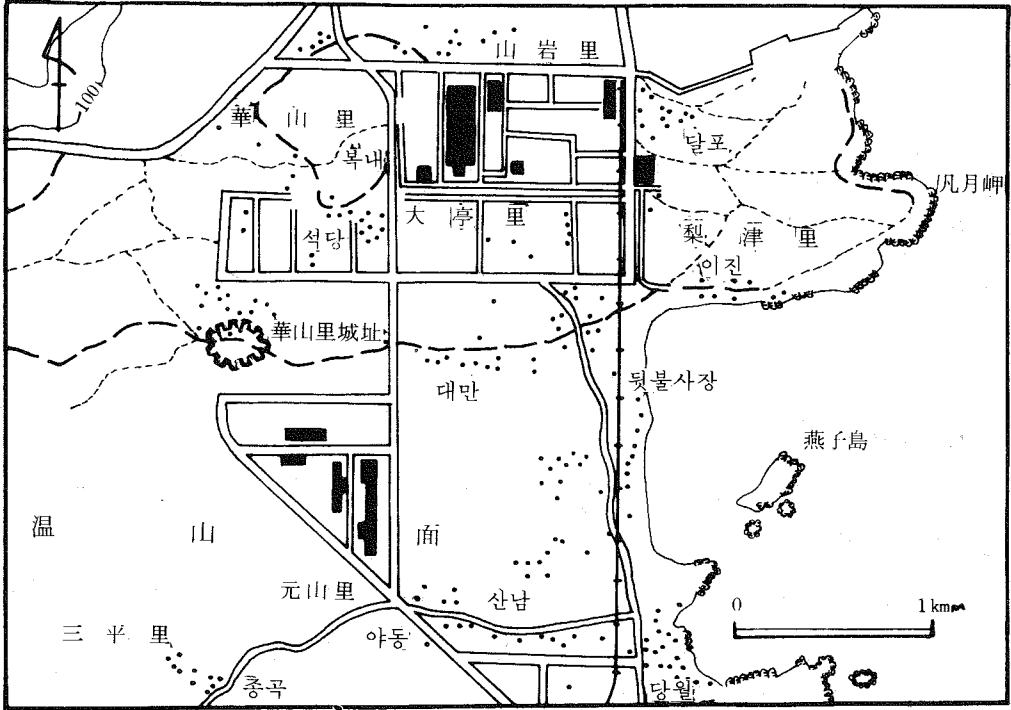 山岩里
100
華山里
달포
복내
凡月岬
大亭里
梨津里
석당
이진
華山里城址
대만
뒷불사장
燕子島
温山面
元山里
산남
0 1km
三平里
야동
총곡
당월